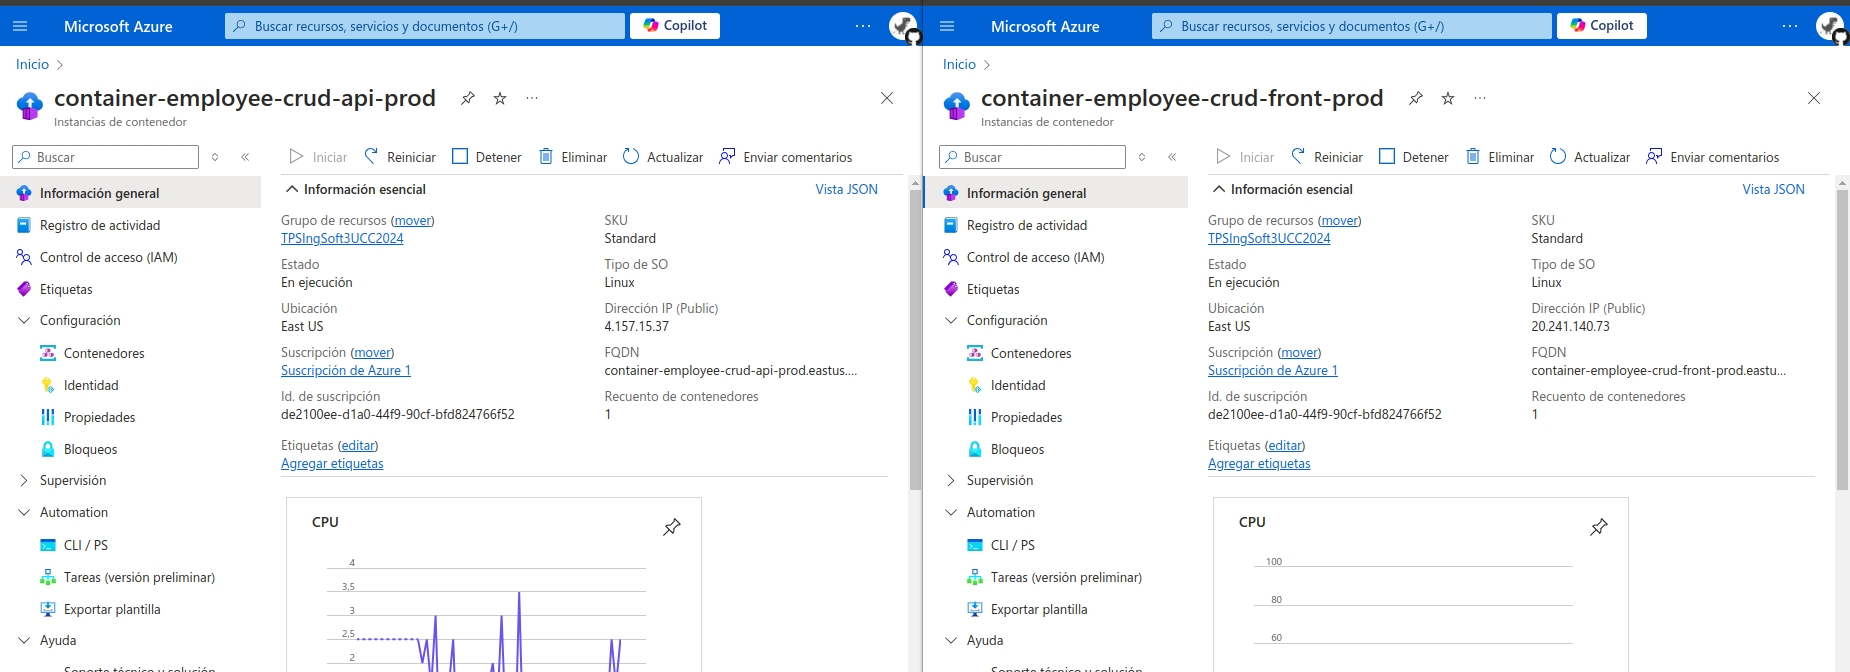 Microsoft Azure
Buscar recursos, servicios y documentos (G+/)
Copilot
Inicio
container-employee-crud-api-prod
Instancias de contenedor
Buscar
Iniciar
Reiniciar
Detener
Eliminar
Actualizar
Enviar comentarios
Información general
Registro de actividad
Control de acceso (IAM)
Etiquetas
Configuración
Contenedores
Identidad
Propiedades
Bloqueos
Supervisión
Automation
CLI / PS
Tareas (versión preliminar)
Exportar plantilla
Ayuda
Soporte técnico y solución
Información esencial
Vista JSON
Grupo de recursos (mover)
TPSIngSoft3UCC2024
Estado
En ejecución
Ubicación
East US
Suscripción (mover)
Suscripción de Azure 1
Id. de suscripción
de2100ee-d1a0-44f9-90cf-bfd824766f52
SKU
Standard
Tipo de SO
Linux
Dirección IP (Public)
4.157.15.37
FQDN
container-employee-crud-api-prod.eastus....
Recuento de contenedores
1
Etiquetas (editar)
Agregar etiquetas
CPU
4
3,5
3
2,5
2
Microsoft Azure
Buscar recursos, servicios y documentos (G+/)
Copilot
Inicio
container-employee-crud-front-prod
Instancias de contenedor
Buscar
Iniciar
Reiniciar
Detener
Eliminar
Actualizar
Enviar comentarios
Información general
Registro de actividad
Control de acceso (IAM)
Etiquetas
Configuración
Contenedores
Identidad
Propiedades
Bloqueos
Supervisión
Automation
CLI / PS
Tareas (versión preliminar)
Exportar plantilla
Ayuda
Soporte técnico y solución
Información esencial
Vista JSON
Grupo de recursos (mover)
TPSIngSoft3UCC2024
Estado
En ejecución
Ubicación
East US
Suscripción (mover)
Suscripción de Azure 1
Id. de suscripción
de2100ee-d1a0-44f9-90cf-bfd824766f52
SKU
Standard
Tipo de SO
Linux
Dirección IP (Public)
20.241.140.73
FQDN
container-employee-crud-front-prod.eastu...
Recuento de contenedores
1
Etiquetas (editar)
Agregar etiquetas
CPU
100
80
60